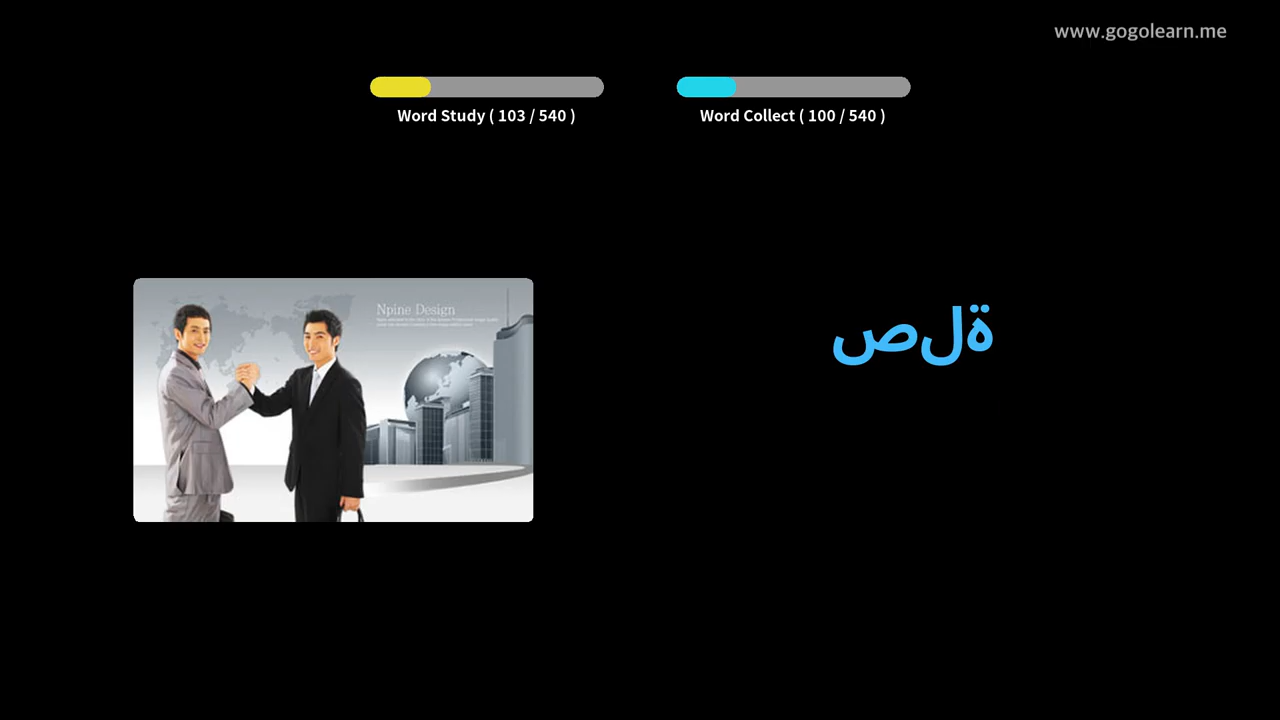 www.gogolearn.me
Word Study ( 103 / 540 )
Word Collect ( 100 / 540 )
Npine Design
صلة